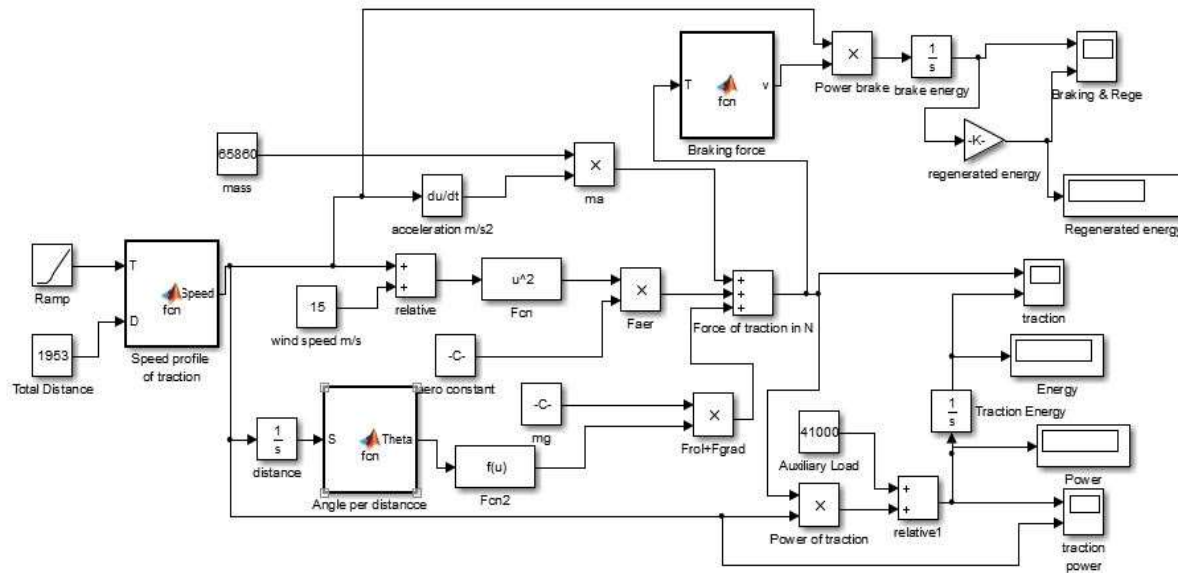 T
fcn
v
Braking force
×
Power brake
1
s
brake energy
Braking & Rege
-K-
regenerated energy
Regenerated energy
65860
mass
×
ma
du/dt
acceleration m/s2
Ramp
T
D
fcn
Speed
Speed profile
of traction
1953
Total Distance
+
+
relative
15
wind speed m/s
u^2
Fcn
×
Faer
-C-
aero constant
+
+
+
Force of traction in N
traction
Energy
1
s
Traction Energy
1
s
distance
S
fcn
Theta
Angle per distancce
f(u)
Fcn2
-C-
mg
×
Frol+Fgrad
41000
Auxiliary Load
×
Power of traction
+
+
relative1
Power
traction
power